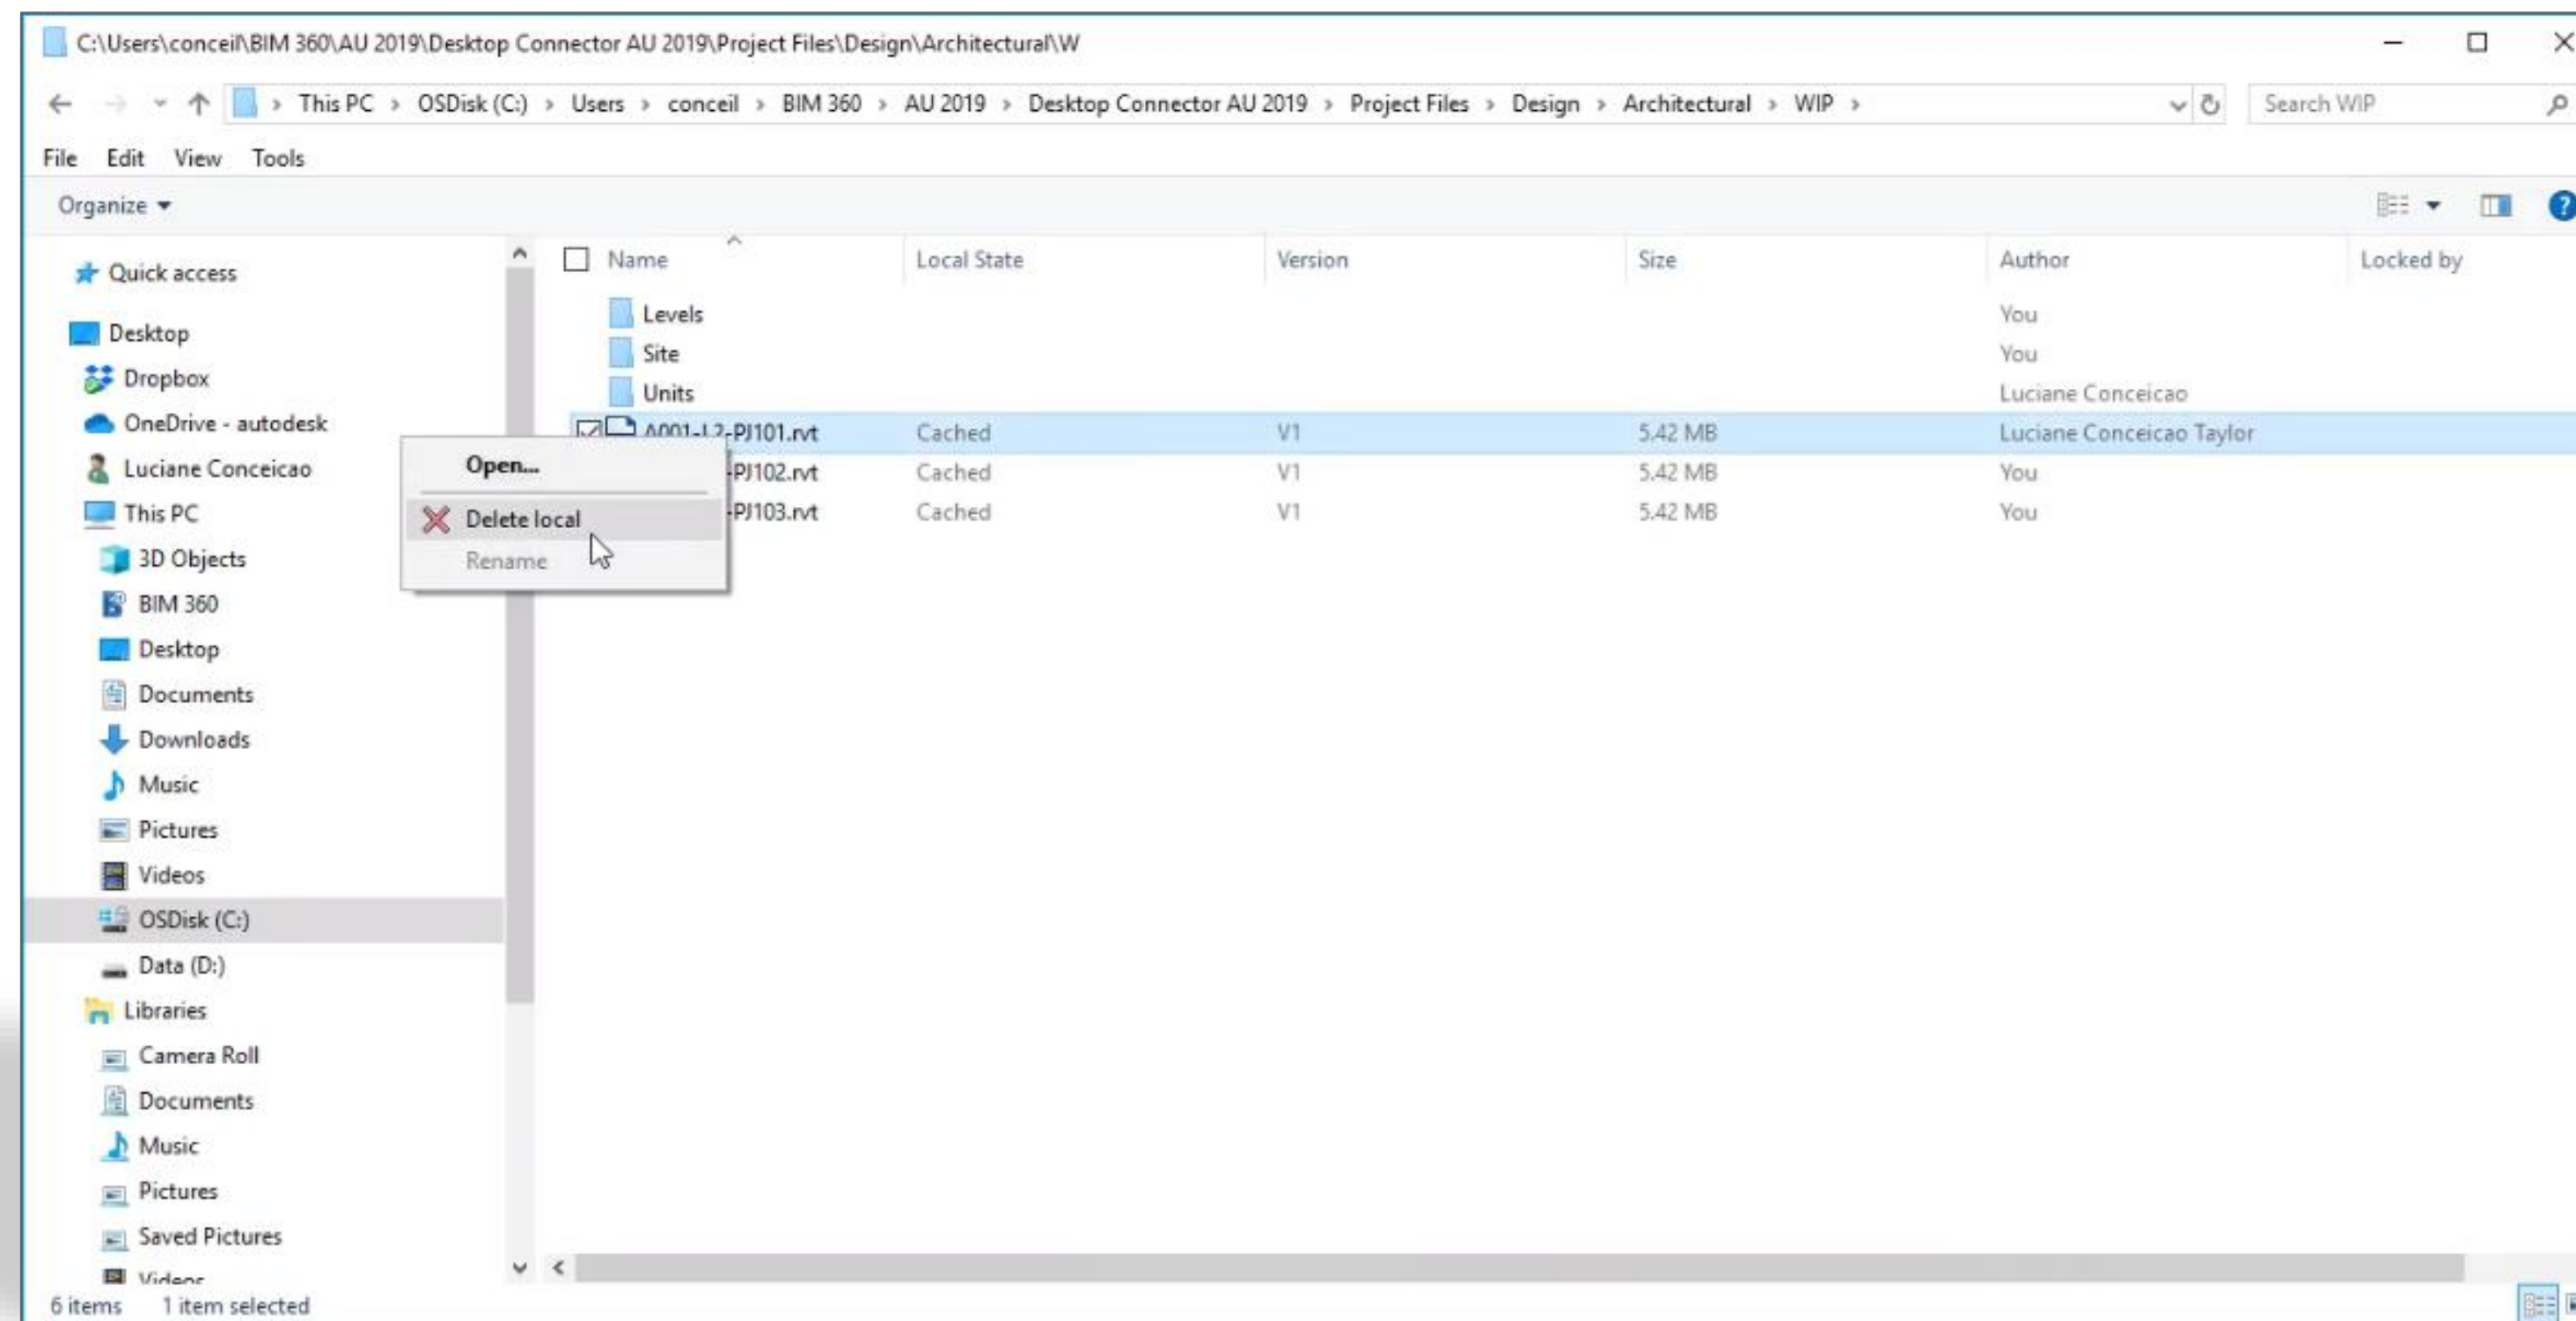 C:\Users\conceil\BIM 360\AU 2019\Desktop Connector AU 2019\Project Files\Design\Architectural\W
This PC > OSDisk (C:) > Users > conceil > BIM 360 > AU 2019 > Desktop Connector AU 2019 > Project Files > Design > Architectural > WIP >
Search WIP
File Edit View Tools
Organize
Quick access
Desktop
Dropbox
OneDrive - autodesk
Luciane Conceicao
This PC
3D Objects
BIM 360
Desktop
Documents
Downloads
Music
Pictures
Videos
OSDisk (C:)
Data (D:)
Libraries
Camera Roll
Documents
Music
Pictures
Saved Pictures
Videos
Name Local State Version Size Author Locked by
Levels You
Site You
Units Luciane Conceicao
A001-L2-PJ101.rvt Cached V1 5.42 MB Luciane Conceicao Taylor
-PJ102.rvt Cached V1 5.42 MB You
-PJ103.rvt Cached V1 5.42 MB You
Open...
Delete local
Rename
6 items 1 item selected